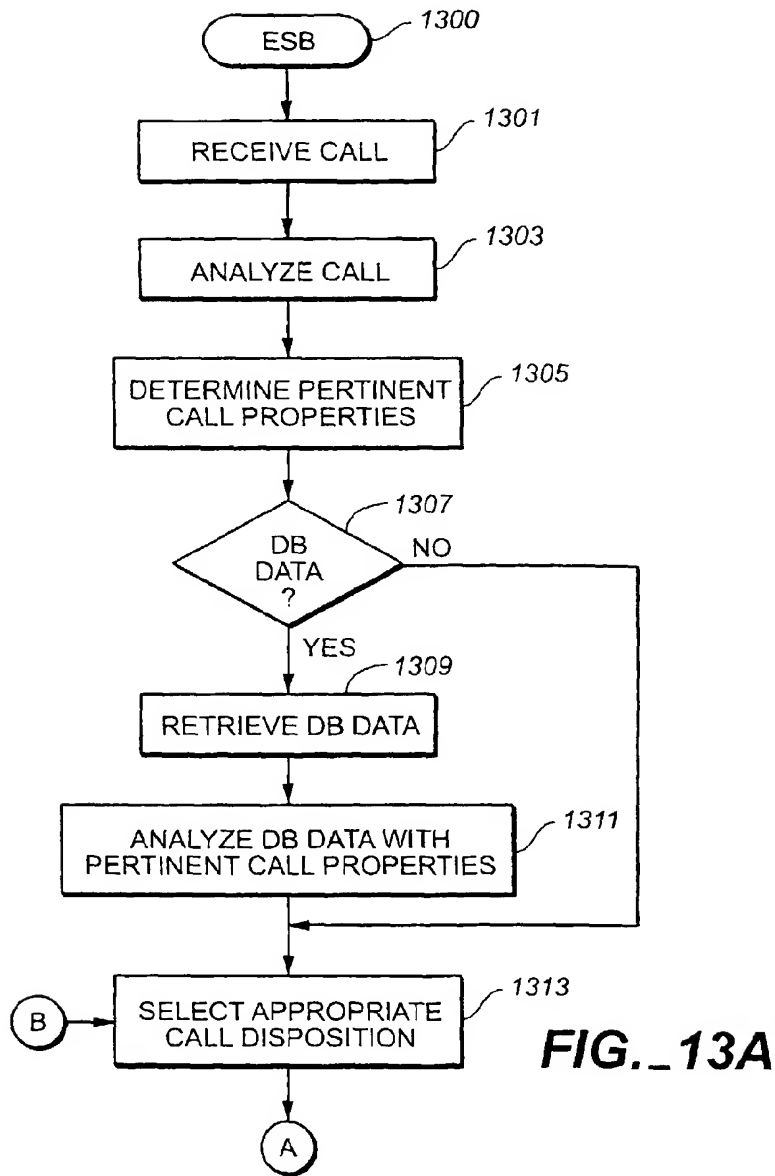 ESB
1300
1301
RECEIVE CALL
1303
ANALYZE CALL
1305
DETERMINE PERTINENT
CALL PROPERTIES
1307
DB
DATA
?
NO
YES
1309
RETRIEVE DB DATA
1311
ANALYZE DB DATA WITH
PERTINENT CALL PROPERTIES
1313
B
SELECT APPROPRIATE
CALL DISPOSITION
FIG._13A
A